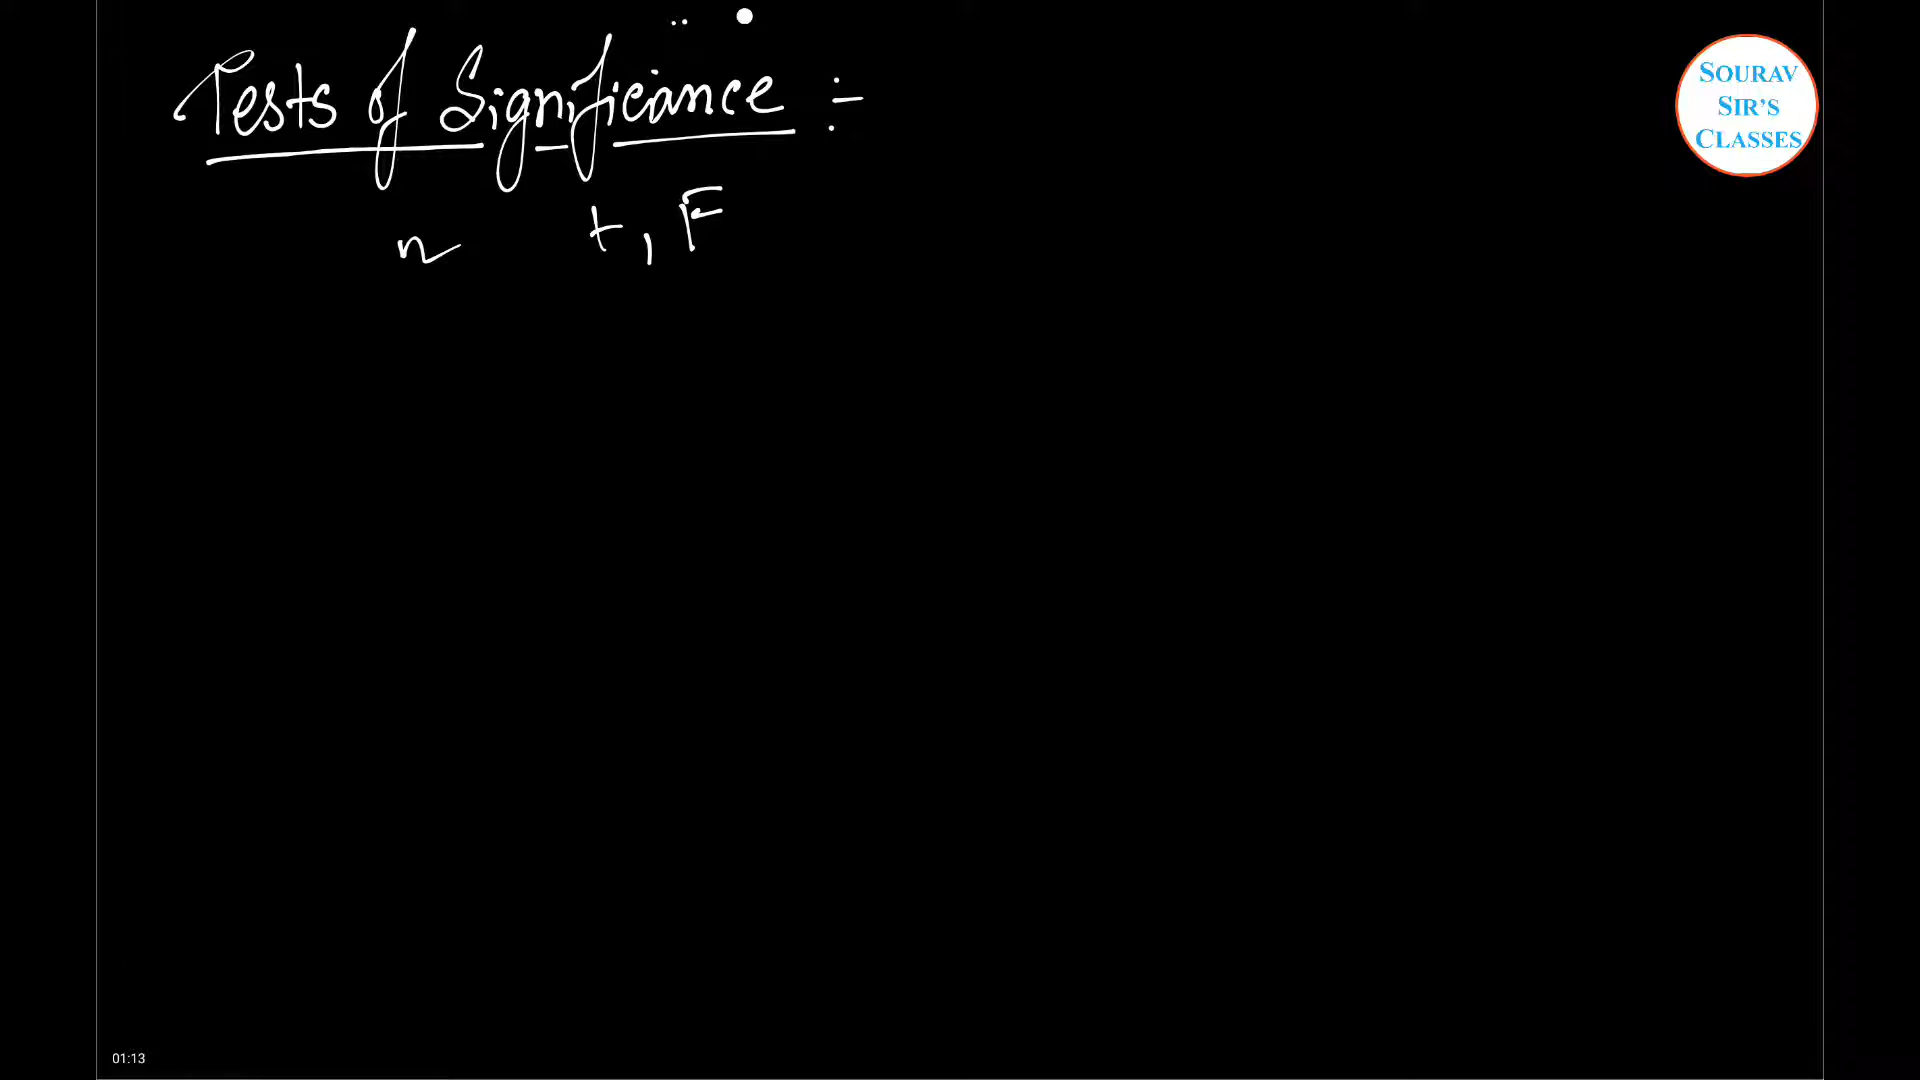 Tests of Significance :-
n t, F
SOURAV
SIR'S
CLASSES
01:13